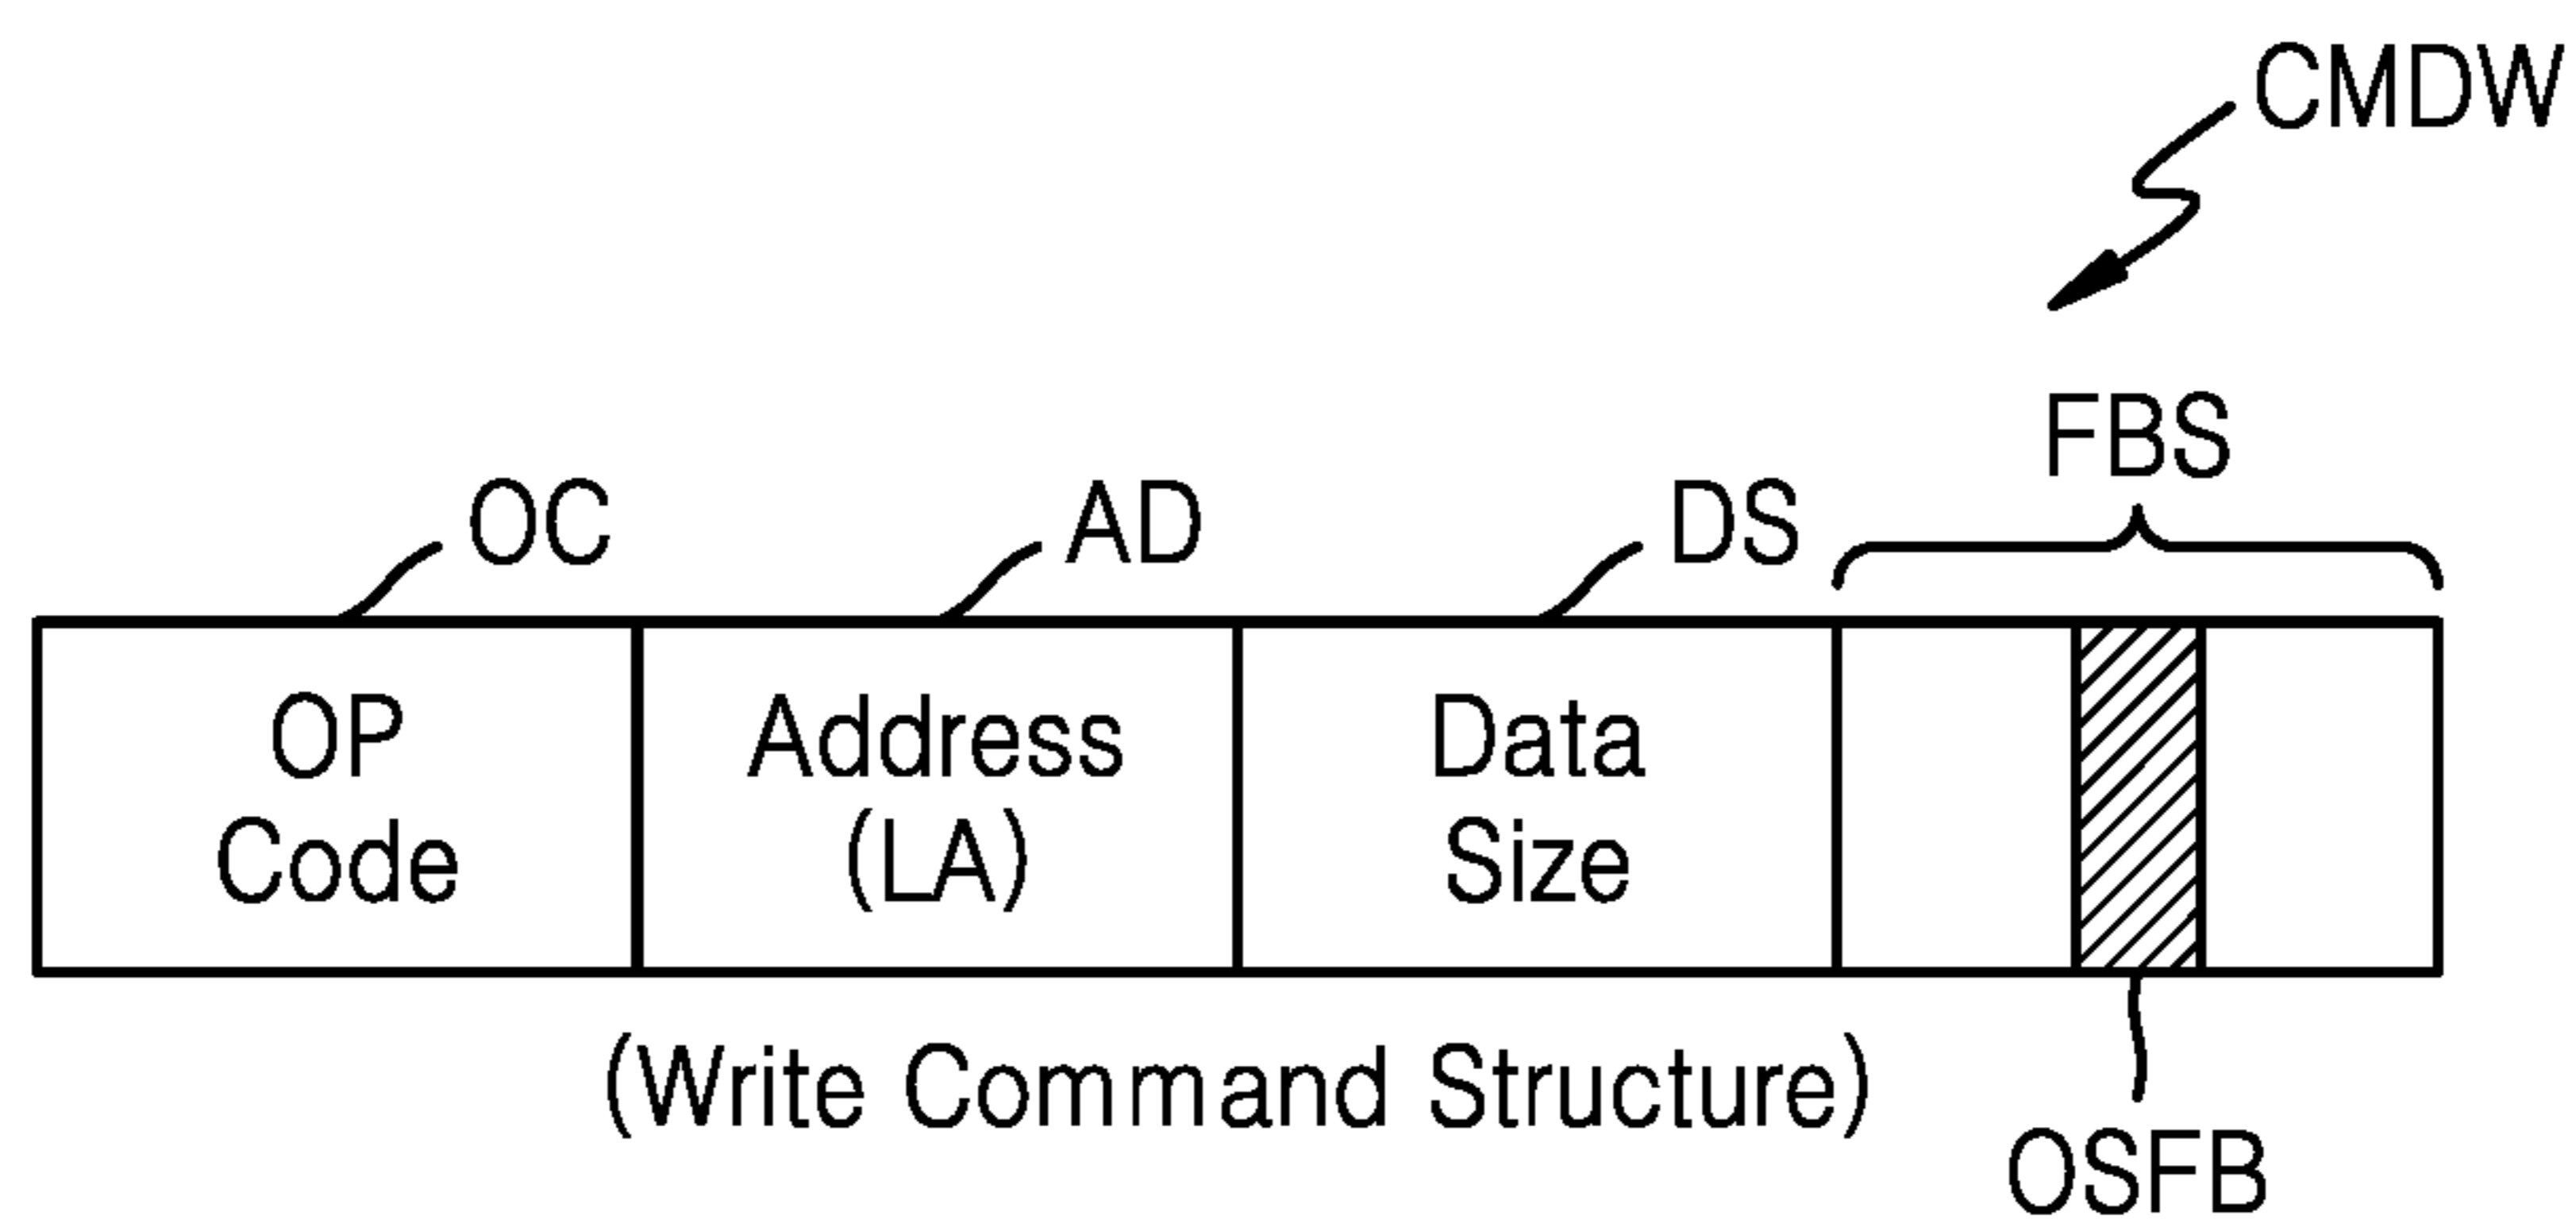 CMDW
FBS
OC
AD
DS
OP
Code
Address
(LA)
Data
Size
(Write Command Structure)
OSFB